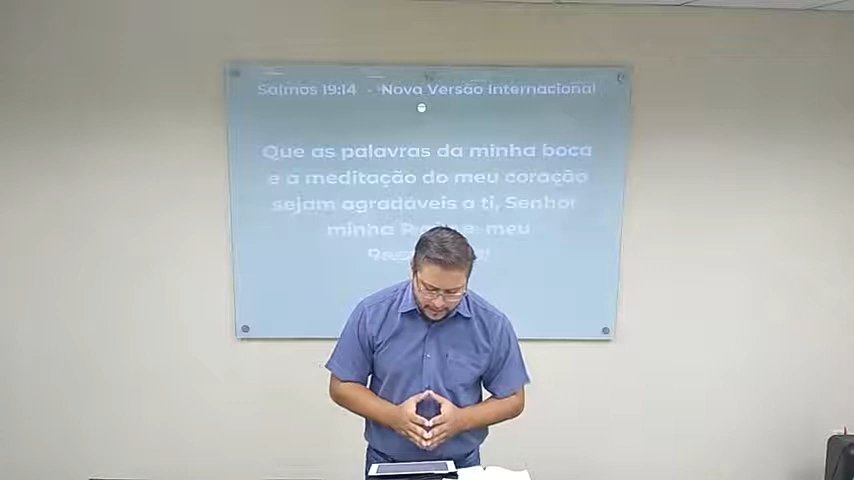 Salmos 19:14 - Nova Versão Internacional
Que as palavras da minha boca
e a meditação do meu coração
sejam agradáveis a ti, Senhor
minha meu